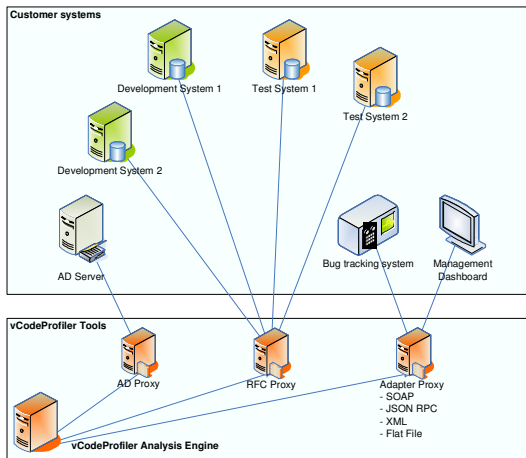 Customer systems
Development System 1
Test System 1
Test System 2
Development System 2
AD Server
Bug tracking system
Management
Dashboard
vCodeProfiler Tools
AD Proxy
RFC Proxy
Adapter Proxy
- SOAP
- JSON RPC
- XML
- Flat File
vCodeProfiler Analysis Engine